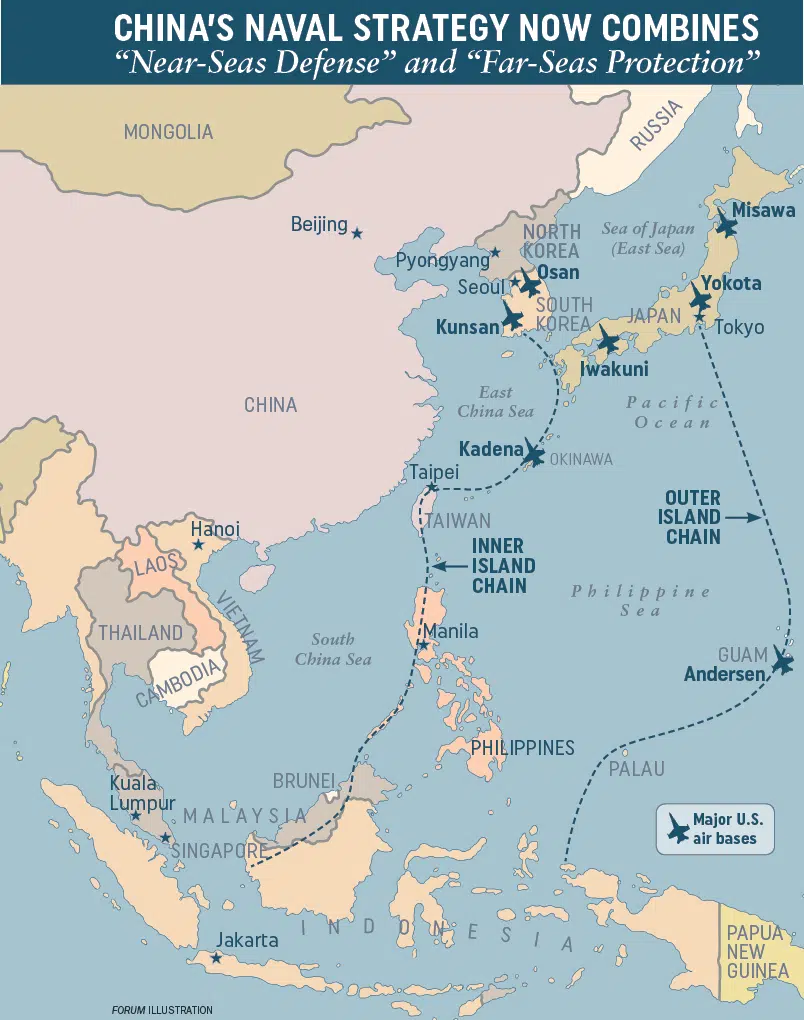 CHINA'S NAVAL STRATEGY NOW COMBINES
“Near-Seas Defense” and “Far-Seas Protection”
MONGOLIA
RUSSIA
Beijing
NORTH
KOREA
Sea of Japan
(East Sea)
Misawa
Pyongyang
Osan
Seoul
Yokota
SOUTH
KOREA
JAPAN
Kunsan
Tokyo
Iwakuni
CHINA
East
China Sea
Pacific
Ocean
Kadena
OKINAWA
Taipei
OUTER
ISLAND
CHAIN
TAIWAN
Hanoi
INNER
ISLAND
CHAIN
LAOS
Philippine
Sea
VIETNAM
THAILAND
South
China Sea
Manila
CAMBODIA
GUAM
Andersen
PHILIPPINES
PALAU
BRUNEI
Kuala
Lumpur
MALAYSIA
SINGAPORE
Major U.S.
air bases
INDONESIA
Jakarta
PAPUA
NEW
GUINEA
FORUM ILLUSTRATION